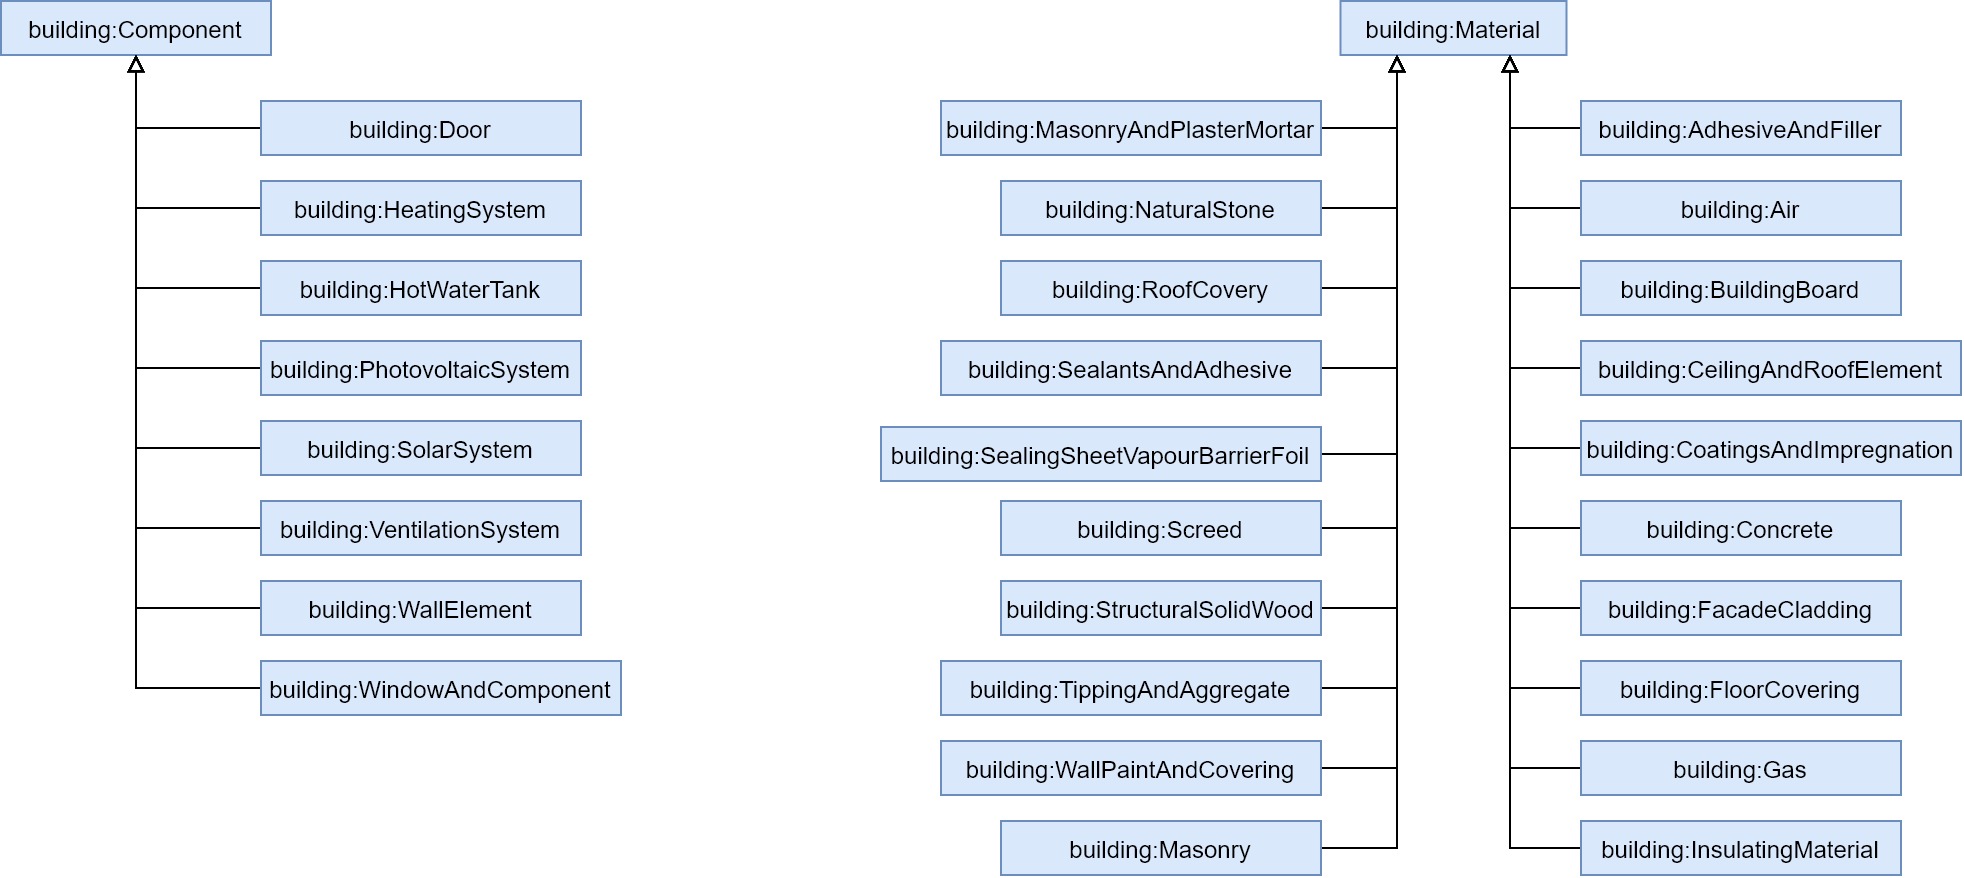 building:Component
building:Door
building:HeatingSystem
building:HotWaterTank
building:PhotovoltaicSystem
building:SolarSystem
building:VentilationSystem
building:WallElement
building:WindowAndComponent
building:Material
building:MasonryAndPlasterMortar
building:NaturalStone
building:RoofCovery
building:SealantsAndAdhesive
building:SealingSheetVapourBarrierFoil
building:Screed
building:StructuralSolidWood
building:TippingAndAggregate
building:WallPaintAndCovering
building:Masonry
building:AdhesiveAndFiller
building:Air
building:BuildingBoard
building:CeilingAndRoofElement
building:CoatingsAndImpregnation
building:Concrete
building:FacadeCladding
building:FloorCovering
building:Gas
building:InsulatingMaterial